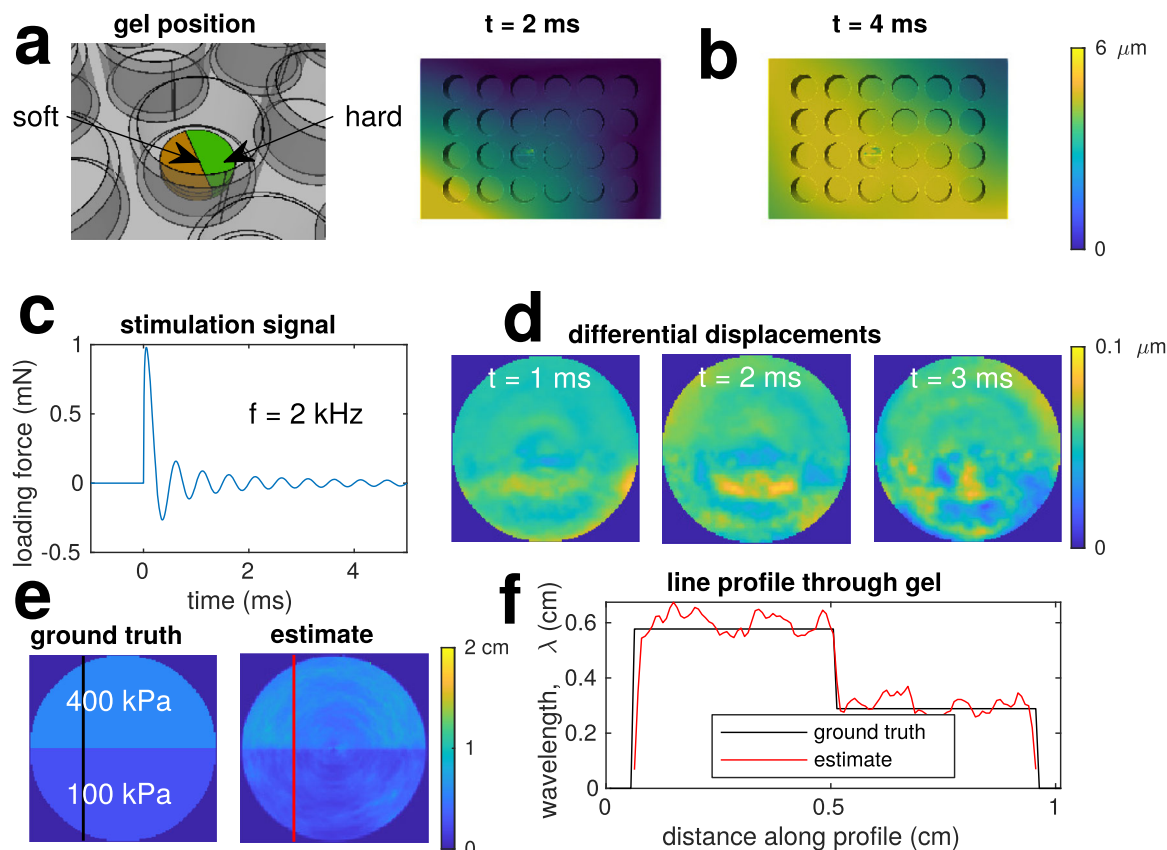 a
gel position
soft
hard
t = 2 ms
b
t = 4 ms
6 μm
0
c
stimulation signal
1
0.5
0
-0.5
loading force (mN)
f = 2 kHz
0
2
4
time (ms)
d
differential displacements
t = 1 ms
t = 2 ms
t = 3 ms
0.1 μm
0
e
ground truth
estimate
400 kPa
100 kPa
2 cm
1
0
f
line profile through gel
wavelength, λ (cm)
0.6
0.4
0.2
0
ground truth
estimate
0
0.5
1
distance along profile (cm)